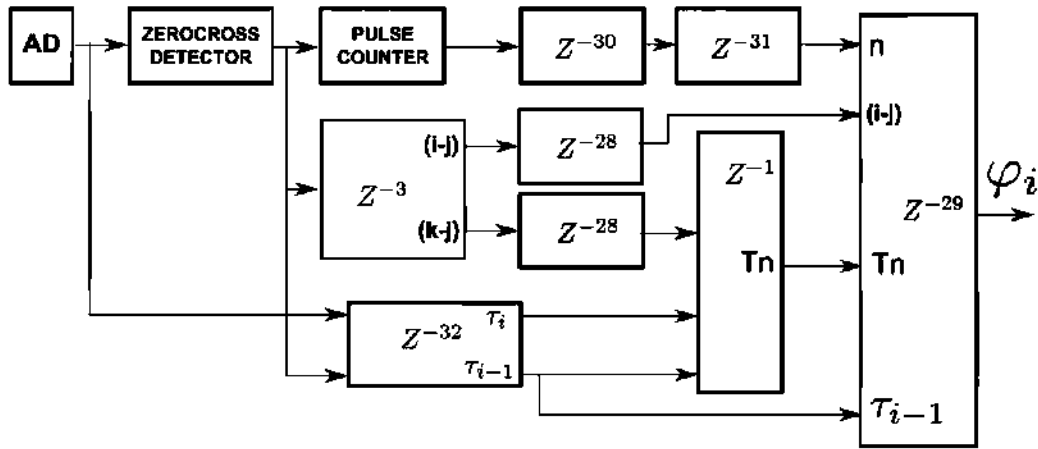 AD
ZEROCROSS
DETECTOR
PULSE
COUNTER
Z⁻³⁰
Z⁻³¹
n
(i-j)
Z⁻³
(k-j)
Z⁻²⁸
Z⁻²⁸
Z⁻¹
Tn
(i-j)
Z⁻²⁹
Tn
τᵢ₋₁
φᵢ
Z⁻³²
τᵢ
τᵢ₋₁